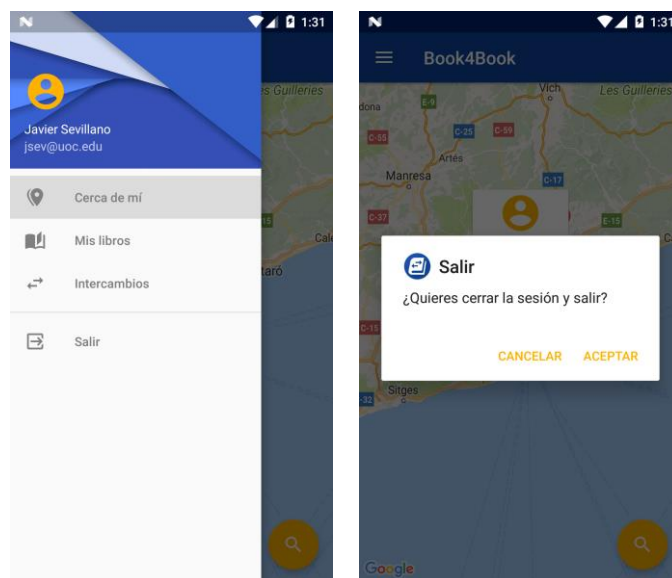 1:31
es Guilleries
Javier Sevillano
jsev@uoc.edu
Cerca de mí
15
Mis libros
Cal
taró
Intercambios
Salir
1:31
Book4Book
dona
Vich
Les Guilleries
E-9
C-25
C-59
C-55
Artés
Manresa
C-17
C-37
E-15
C
Salir
¿Quieres cerrar la sesión y salir?
C-15
CANCELAR
ACEPTAR
Sitges
-32
Google